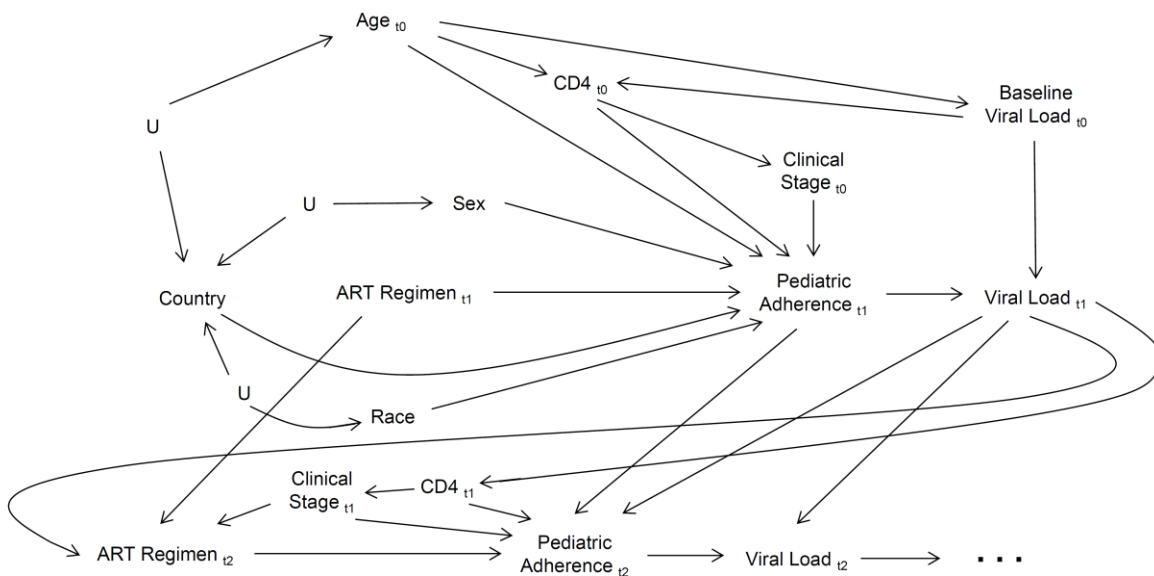 Age t0
CD4 t0
Baseline
Viral Load t0
U
Clinical
Stage t0
U
Sex
Country
ART Regimen t1
Pediatric
Adherence t1
Viral Load t1
U
Race
Clinical
Stage t1
CD4 t1
ART Regimen t2
Pediatric
Adherence t2
Viral Load t2
. . .